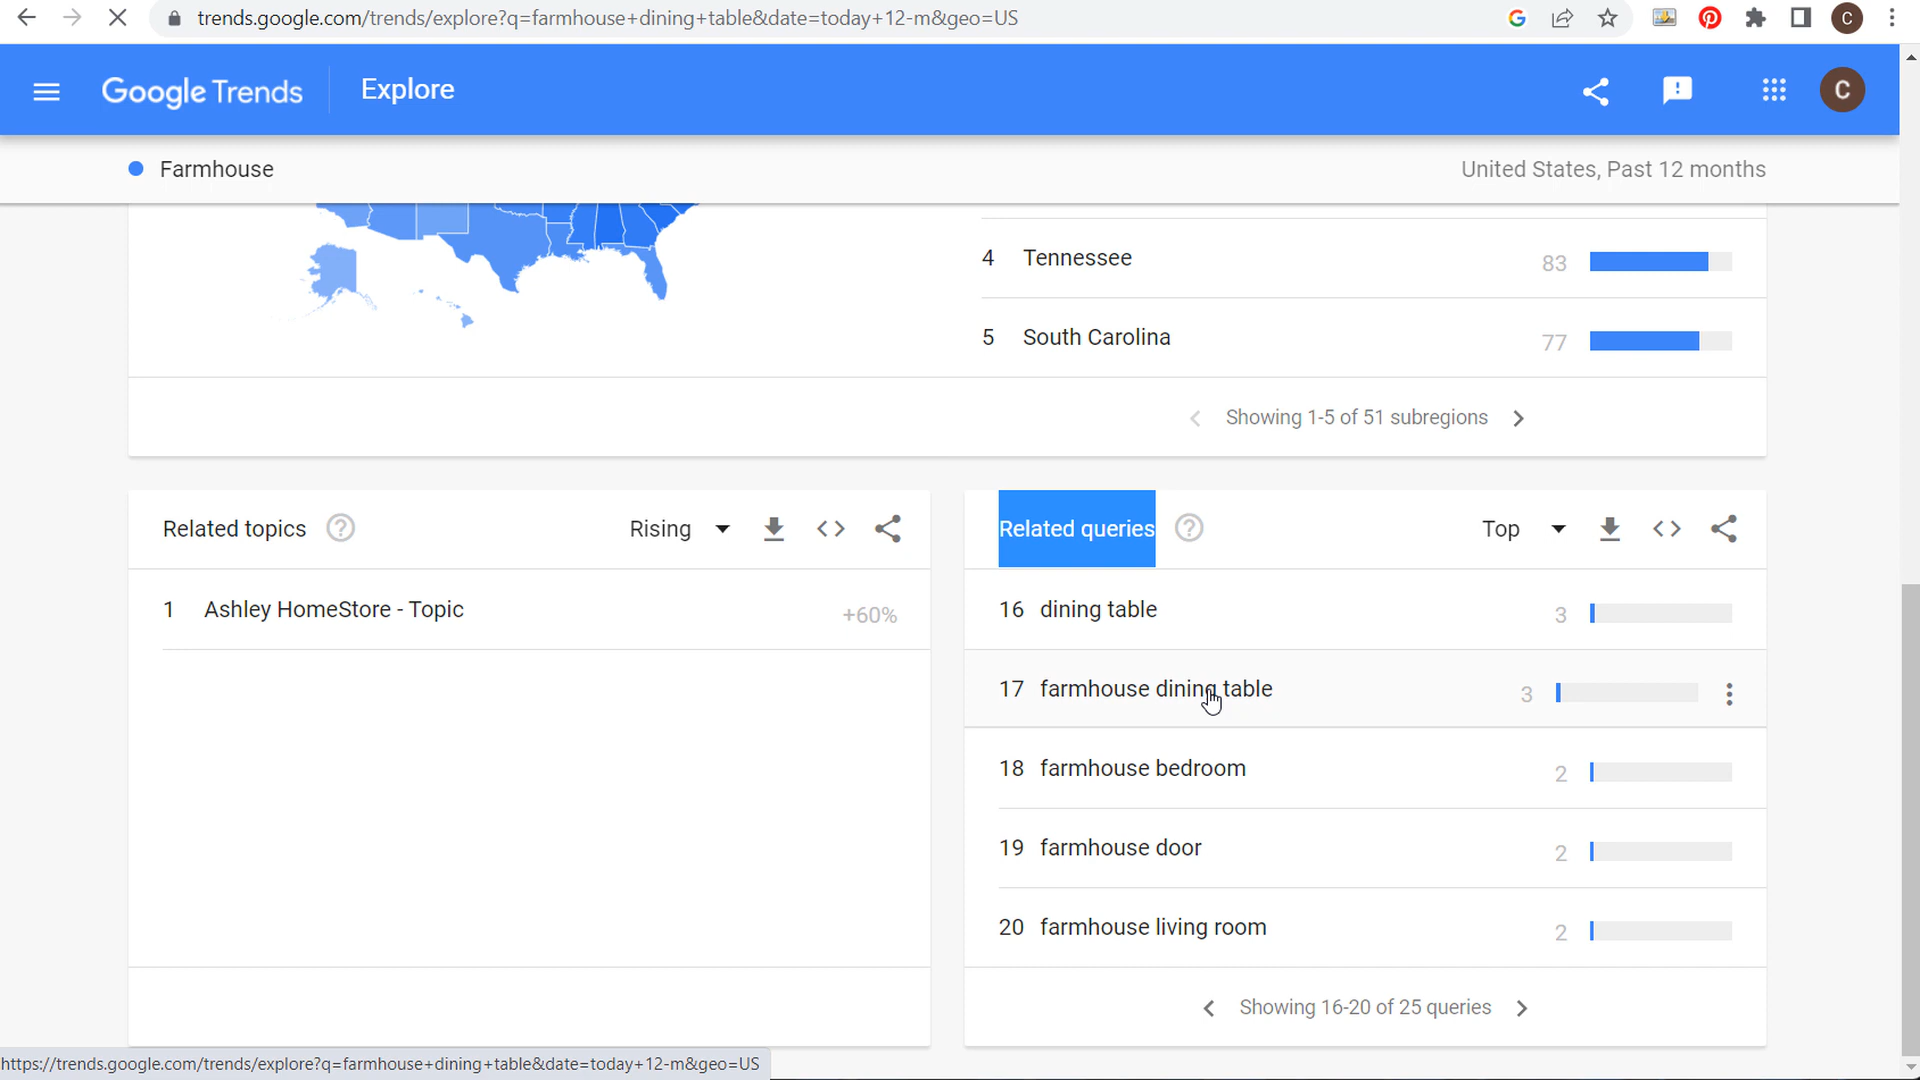 trends.google.com/trends/explore?q=farmhouse+dining+table&date=today+12-m&geo=US
C
Google Trends
Explore
C
Farmhouse
United States, Past 12 months
4 Tennessee 83
5 South Carolina 77
Showing 1-5 of 51 subregions
Related topics
Rising
1 Ashley HomeStore - Topic +60%
Related queries
Top
16 dining table 3
17 farmhouse dining table 3
18 farmhouse bedroom 2
19 farmhouse door 2
20 farmhouse living room 2
Showing 16-20 of 25 queries
https://trends.google.com/trends/explore?q=farmhouse+dining+table&date=today+12-m&geo=US